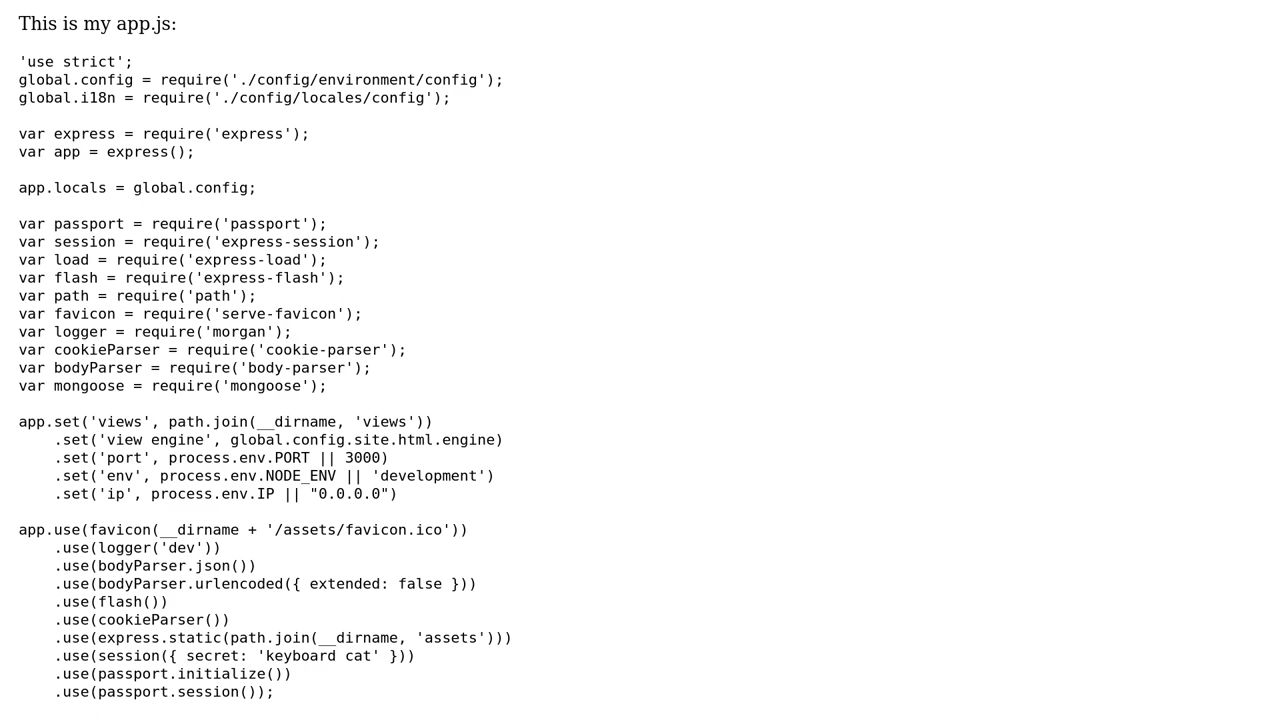 This is my app.js:
'use strict';
global.config = require('./config/environment/config');
global.i18n = require('./config/locales/config');
var express = require('express');
var app = express();
app.locals = global.config;
var passport = require('passport');
var session = require('express-session');
var load = require('express-load');
var flash = require('express-flash');
var path = require('path');
var favicon = require('serve-favicon');
var logger = require('morgan');
var cookieParser = require('cookie-parser');
var bodyParser = require('body-parser');
var mongoose = require('mongoose');
app.set('views', path.join(__dirname, 'views'))
    .set('view engine', global.config.site.html.engine)
    .set('port', process.env.PORT || 3000)
    .set('env', process.env.NODE_ENV || 'development')
    .set('ip', process.env.IP || "0.0.0.0")
app.use(favicon(__dirname + '/assets/favicon.ico'))
    .use(logger('dev'))
    .use(bodyParser.json())
    .use(bodyParser.urlencoded({ extended: false }))
    .use(flash())
    .use(cookieParser())
    .use(express.static(path.join(__dirname, 'assets')))
    .use(session({ secret: 'keyboard cat' }))
    .use(passport.initialize())
    .use(passport.session());